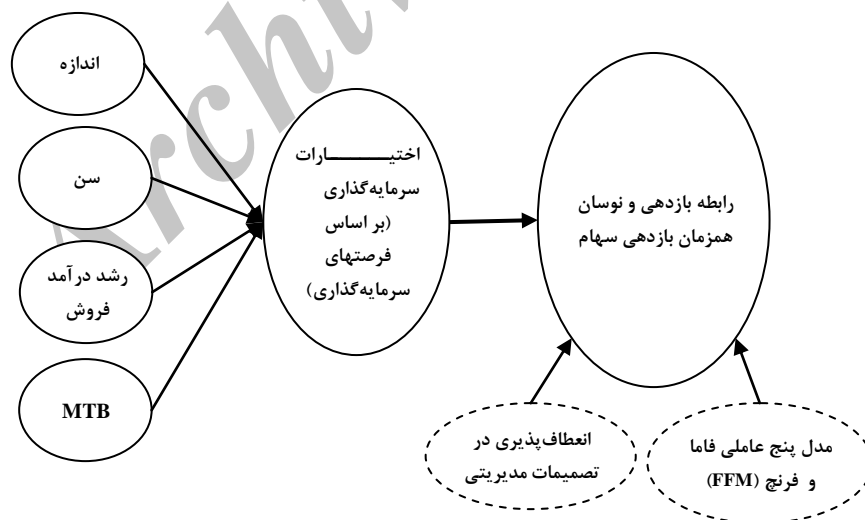 اندازه
سن
رشد درآمد
فروش
MTB
اختیـــــــــارات
سرمایه‌گذاری
(بر اساس
فرصتهای
سرمایه‌گذاری)
رابطه بازدهی و نوسان
همزمان بازدهی سهام
انعطاف‌پذیری در
تصمیمات مدیریتی
مدل پنج عاملی فاما
و فرنچ (FFM)
Archiv